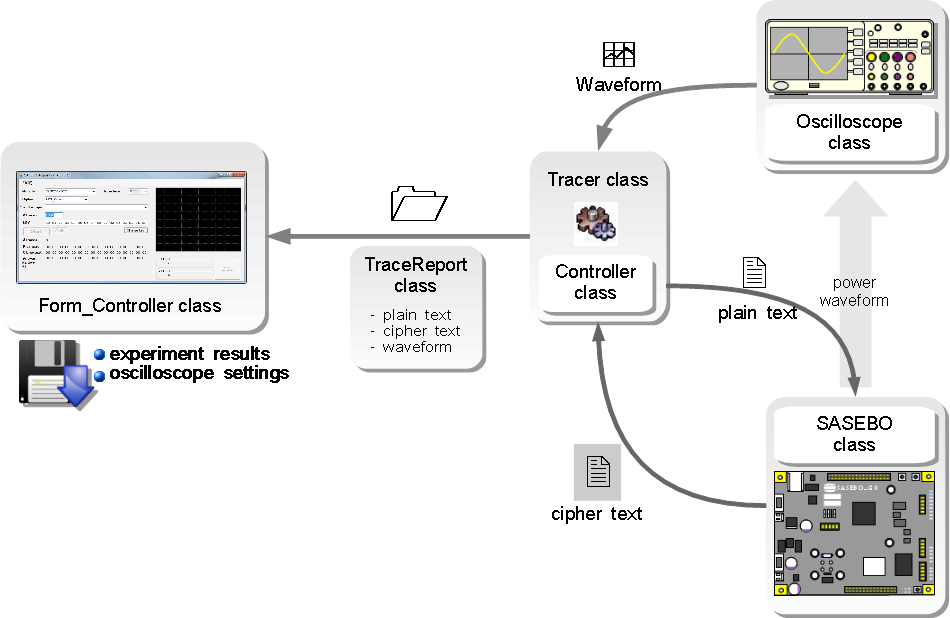 Waveform
Oscilloscope
class
Tracer class
Controller
class
TraceReport
class
- plain text
- cipher text
- waveform
Form_Controller class
experiment results
oscilloscope settings
plain text
power
waveform
SASEBO
class
cipher text